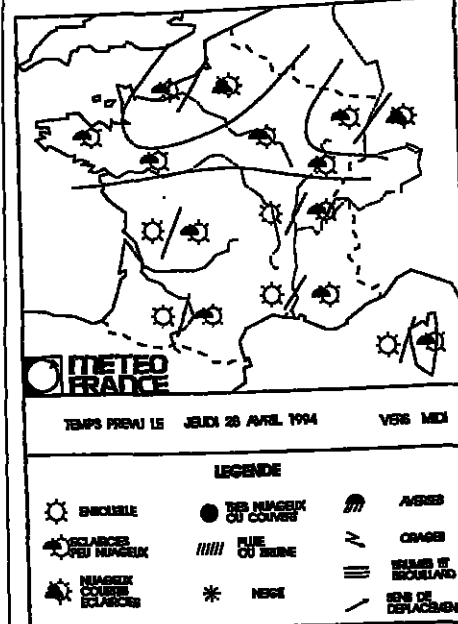 METEO
FRANCE
TEMPS PREVU LE JEUDI 28 AVRIL 1994 VERS MIDI
LEGENDE
ENSOLEILLE
ECLAIRCIES
PEU NUAGEUX
NUAGEUX
COURTES
ECLAIRCIES
TRES NUAGEUX
OU COUVERT
PLUIE
OU BRUINE
NEIGE
AVERSES
ORAGES
BRUMES ET
BROUILLARD
SENS DE
DEPLACEMENT